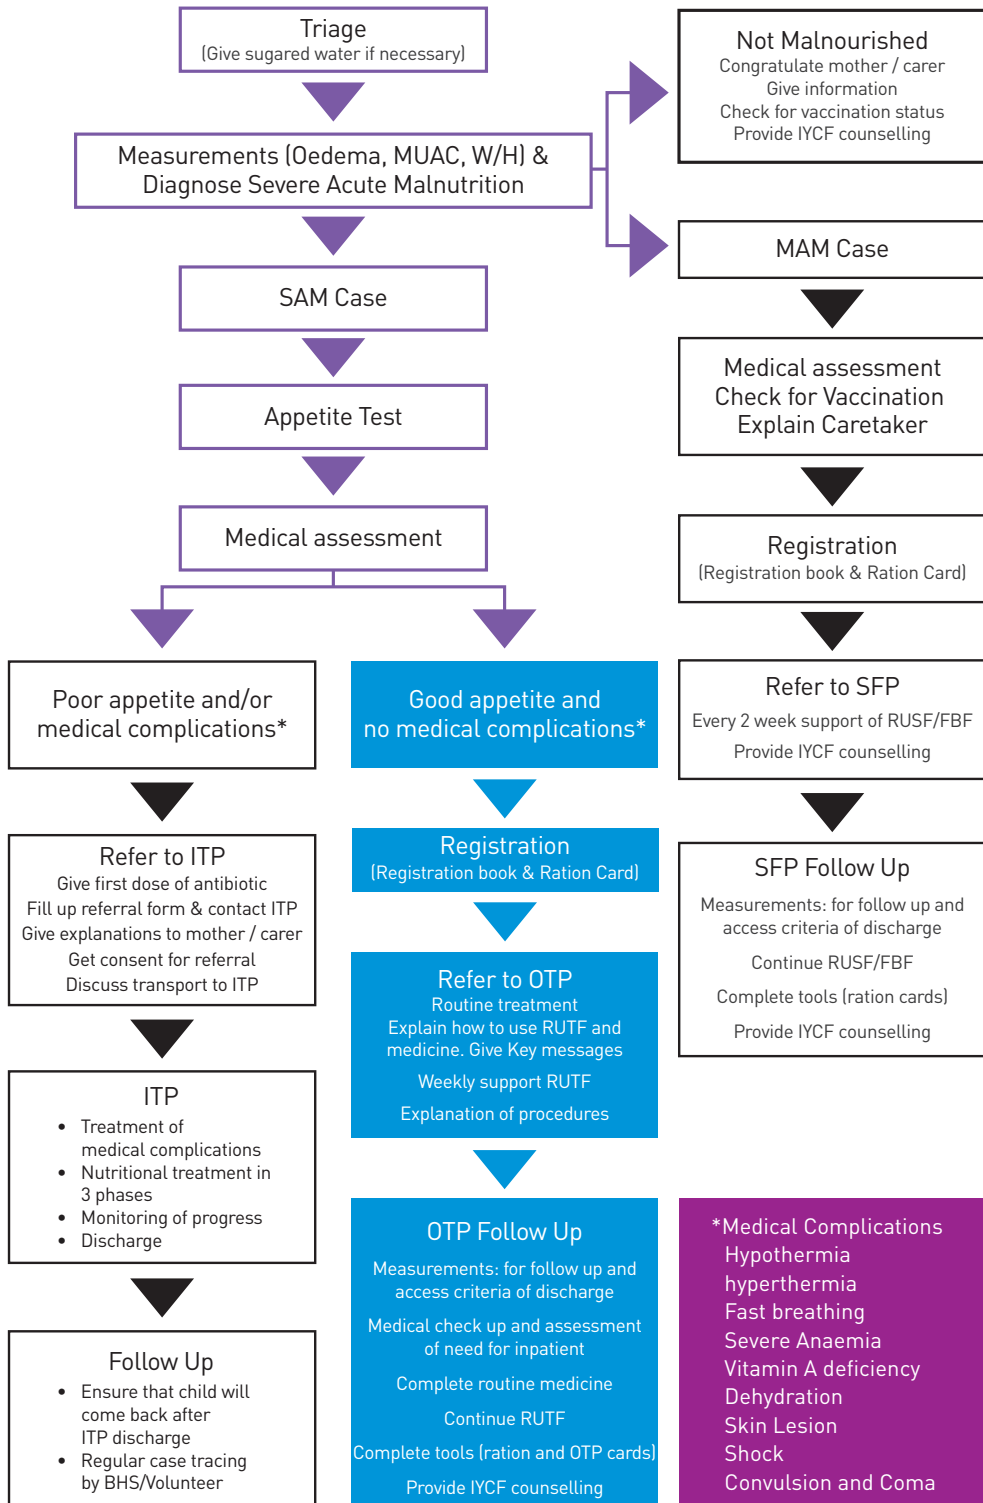 Triage
(Give sugared water if necessary)
Measurements (Oedema, MUAC, W/H) &
Diagnose Severe Acute Malnutrition
SAM Case
Appetite Test
Medical assessment
Not Malnourished
Congratulate mother / carer
Give information
Check for vaccination status
Provide IYCF counselling
MAM Case
Medical assessment
Check for Vaccination
Explain Caretaker
Registration
(Registration book & Ration Card)
Refer to SFP
Every 2 week support of RUSF/FBF
Provide IYCF counselling
SFP Follow Up
Measurements: for follow up and
access criteria of discharge
Continue RUSF/FBF
Complete tools (ration cards)
Provide IYCF counselling
Poor appetite and/or
medical complications*
Refer to ITP
Give first dose of antibiotic
Fill up referral form & contact ITP
Give explanations to mother / carer
Get consent for referral
Discuss transport to ITP
ITP
• Treatment of
medical complications
• Nutritional treatment in
3 phases
• Monitoring of progress
• Discharge
Follow Up
• Ensure that child will
come back after
ITP discharge
• Regular case tracing
by BHS/Volunteer
Good appetite and
no medical complications*
Registration
(Registration book & Ration Card)
Refer to OTP
Routine treatment
Explain how to use RUTF and
medicine. Give Key messages
Weekly support RUTF
Explanation of procedures
OTP Follow Up
Measurements: for follow up and
access criteria of discharge
Medical check up and assessment
of need for inpatient
Complete routine medicine
Continue RUTF
Complete tools (ration and OTP cards)
Provide IYCF counselling
*Medical Complications
Hypothermia
hyperthermia
Fast breathing
Severe Anaemia
Vitamin A deficiency
Dehydration
Skin Lesion
Shock
Convulsion and Coma